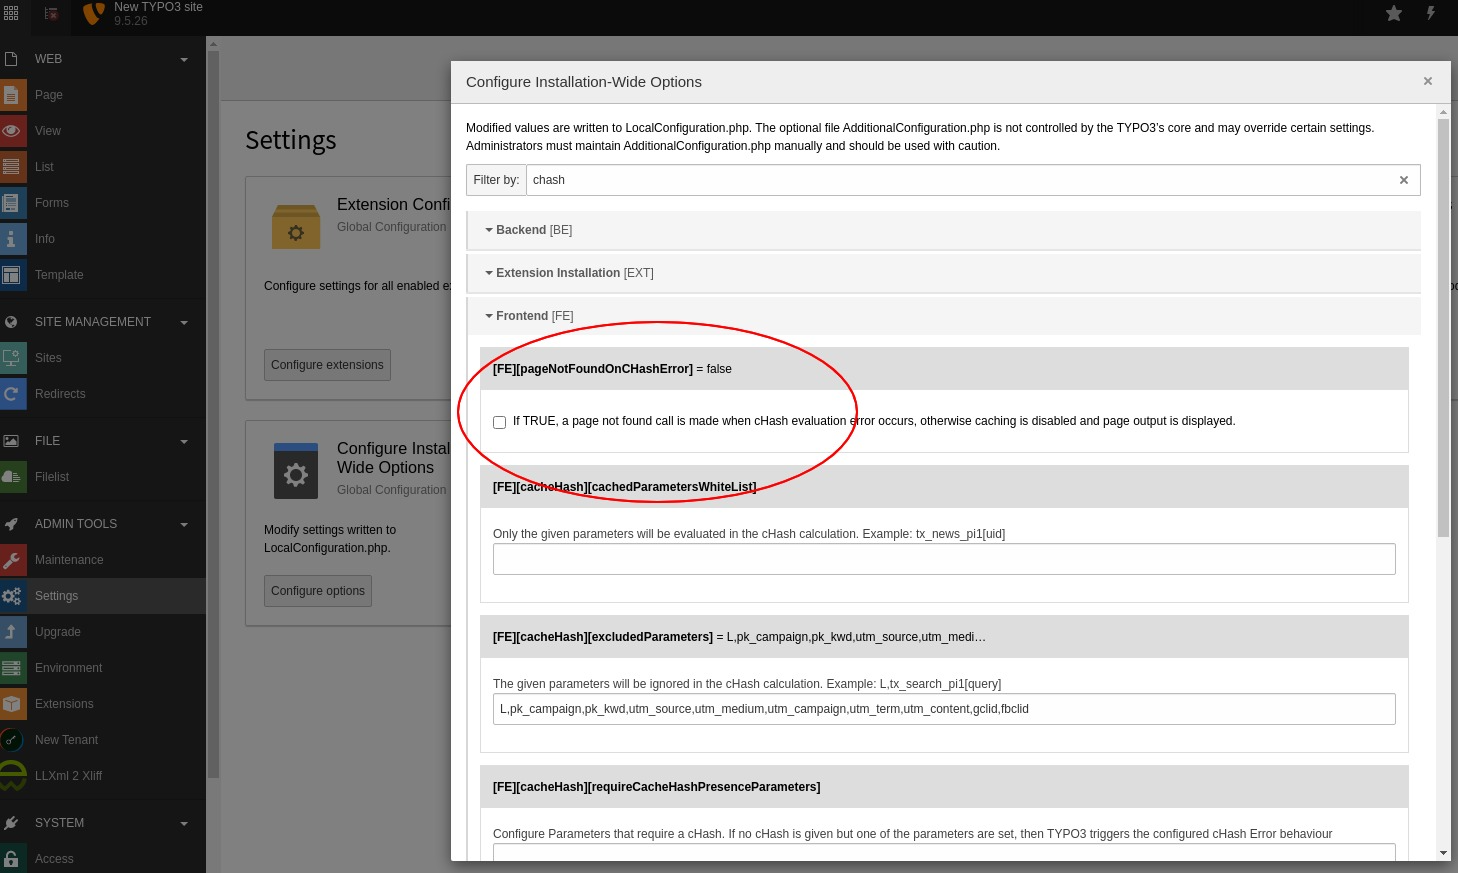 New TYPO3 site
9.5.26
WEB
Page
View
List
Forms
Info
Template
SITE MANAGEMENT
Sites
Redirects
FILE
Filelist
ADMIN TOOLS
Maintenance
Settings
Upgrade
Environment
Extensions
New Tenant
LLXml 2 Xliff
SYSTEM
Access
Settings
Extension Confi
Global Configuration
Configure settings for all enabled e
Configure extensions
Configure Instal
Wide Options
Global Configuration
Modify settings written to
LocalConfiguration.php.
Configure options
Configure Installation-Wide Options
Modified values are written to LocalConfiguration.php. The optional file AdditionalConfiguration.php is not controlled by the TYPO3's core and may override certain settings.
Administrators must maintain AdditionalConfiguration.php manually and should be used with caution.
Filter by: chash
Backend [BE]
Extension Installation [EXT]
Frontend [FE]
[FE][pageNotFoundOnCHashError] = false
If TRUE, a page not found call is made when cHash evaluation error occurs, otherwise caching is disabled and page output is displayed.
[FE][cacheHash][cachedParametersWhiteList]
Only the given parameters will be evaluated in the cHash calculation. Example: tx_news_pi1[uid]
[FE][cacheHash][excludedParameters] = L,pk_campaign,pk_kwd,utm_source,utm_medi…
The given parameters will be ignored in the cHash calculation. Example: L,tx_search_pi1[query]
L,pk_campaign,pk_kwd,utm_source,utm_medium,utm_campaign,utm_term,utm_content,gclid,fbclid
[FE][cacheHash][requireCacheHashPresenceParameters]
Configure Parameters that require a cHash. If no cHash is given but one of the parameters are set, then TYPO3 triggers the configured cHash Error behaviour